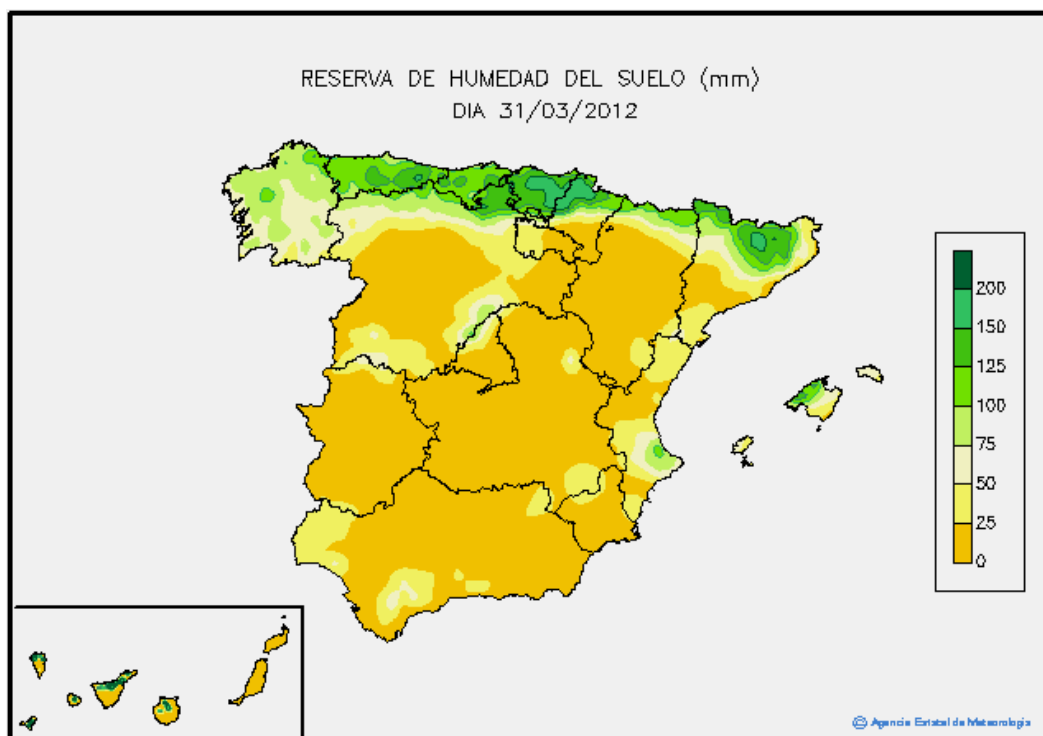 RESERVA DE HUMEDAD DEL SUELO (mm)
DIA 31/03/2012
200
150
125
100
75
50
25
0
© Agencia Estatal de Meteorología